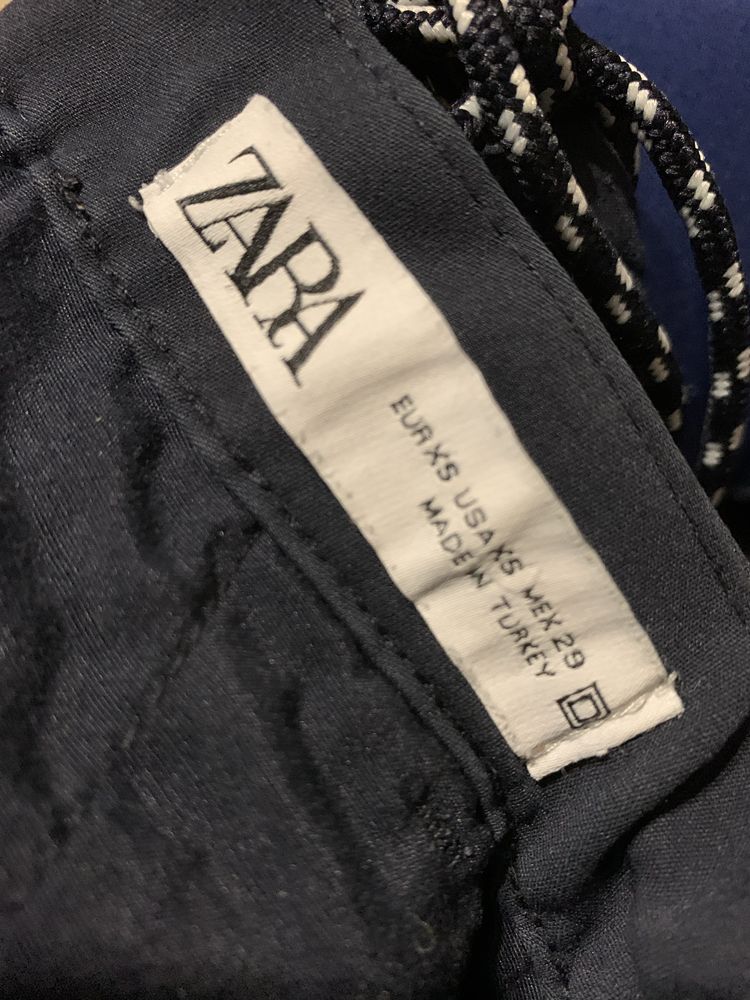 ZARA
EUR XS USA XS MEX 29
MADE IN TURKEY
D